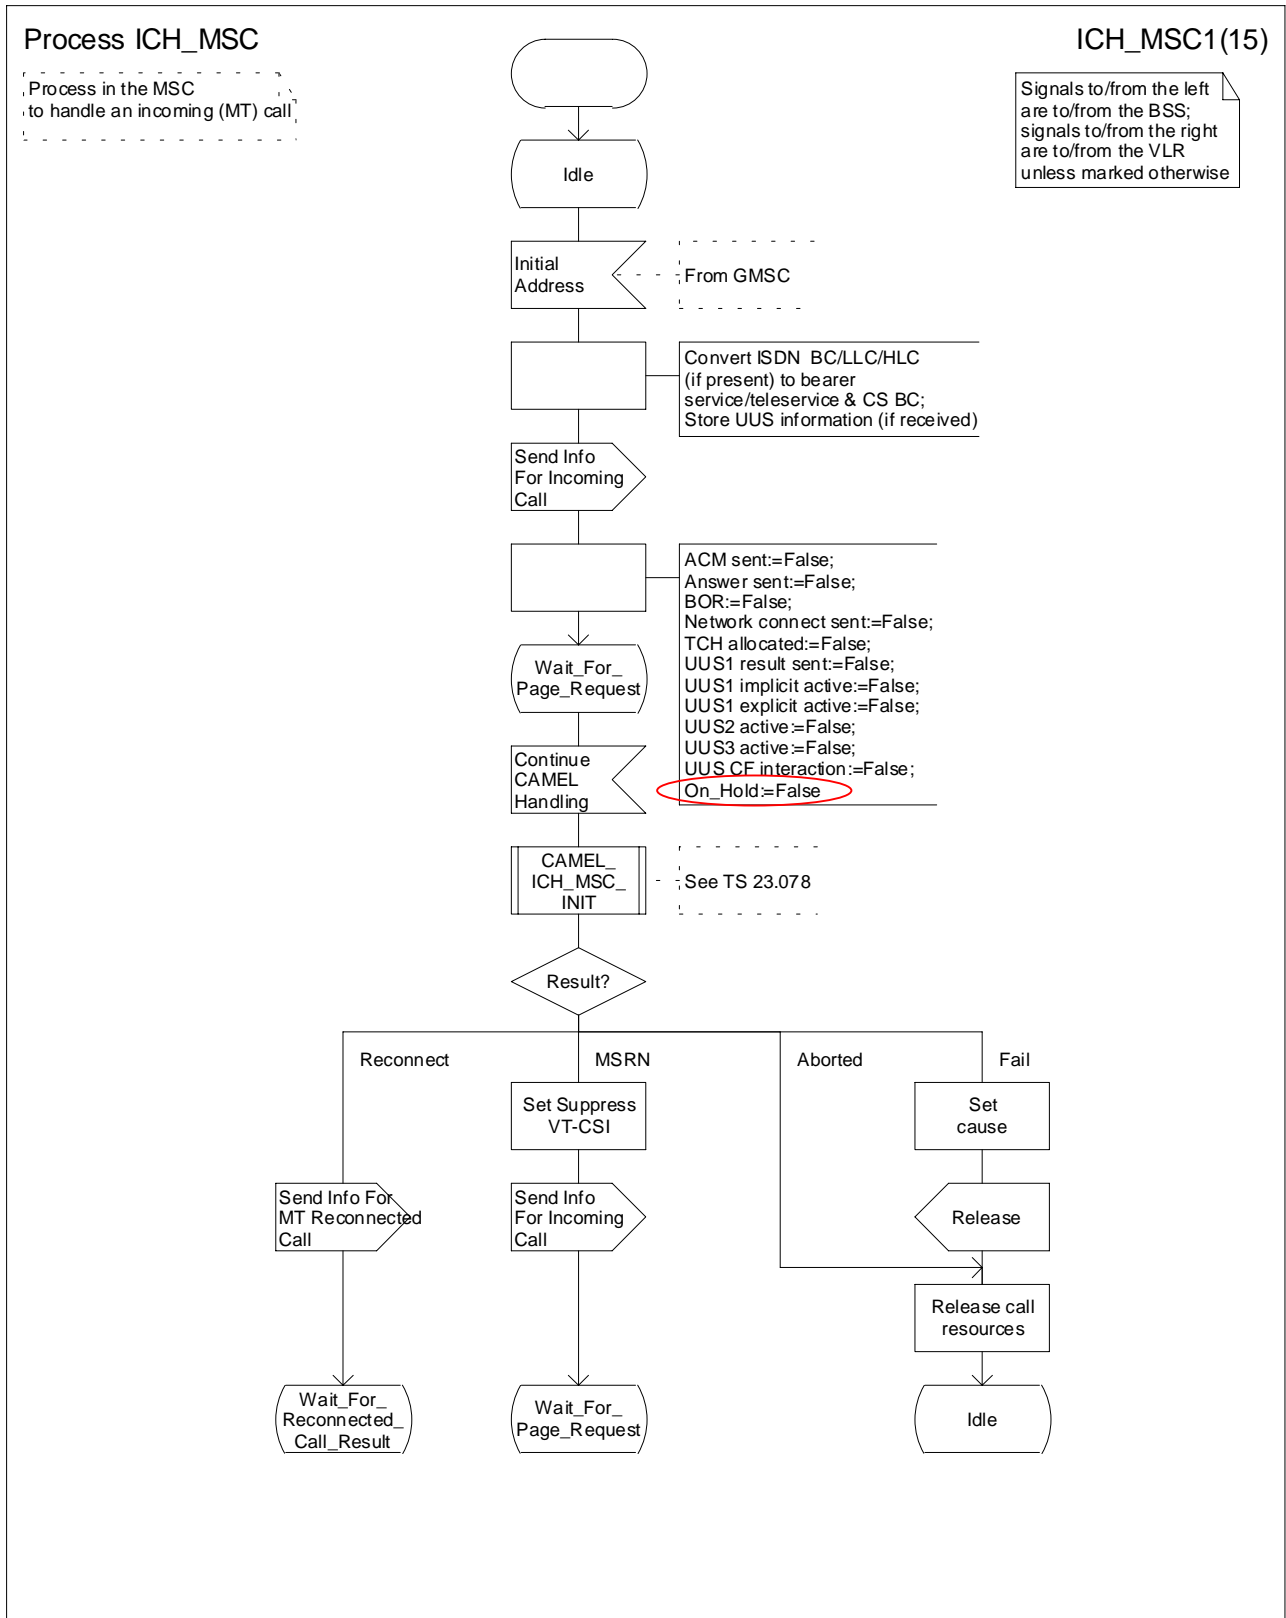 Process ICH_MSC
ICH_MSC1(15)
Process in the MSC
to handle an incoming (MT) call
Signals to/from the left
are to/from the BSS;
signals to/from the right
are to/from the VLR
unless marked otherwise
Idle
Initial
Address
From GMSC
Convert ISDN BC/LLC/HLC
(if present) to bearer
service/teleservice & CS BC;
Store UUS information (if received)
Send Info
For Incoming
Call
ACM sent:=False;
Answer sent:=False;
BOR:=False;
Network connect sent:=False;
TCH allocated:=False;
UUS1 result sent:=False;
UUS1 implicit active:=False;
UUS1 explicit active:=False;
UUS2 active:=False;
UUS3 active:=False;
UUS CF interaction:=False;
On_Hold:=False
Wait_For_
Page_Request
Continue
CAMEL
Handling
CAMEL_
ICH_MSC_
INIT
See TS 23.078
Result?
Reconnect
MSRN
Aborted
Fail
Set Suppress
VT-CSI
Set
cause
Send Info For
MT Reconnected
Call
Send Info
For Incoming
Call
Release
Release call
resources
Wait_For_
Reconnected_
Call_Result
Wait_For_
Page_Request
Idle